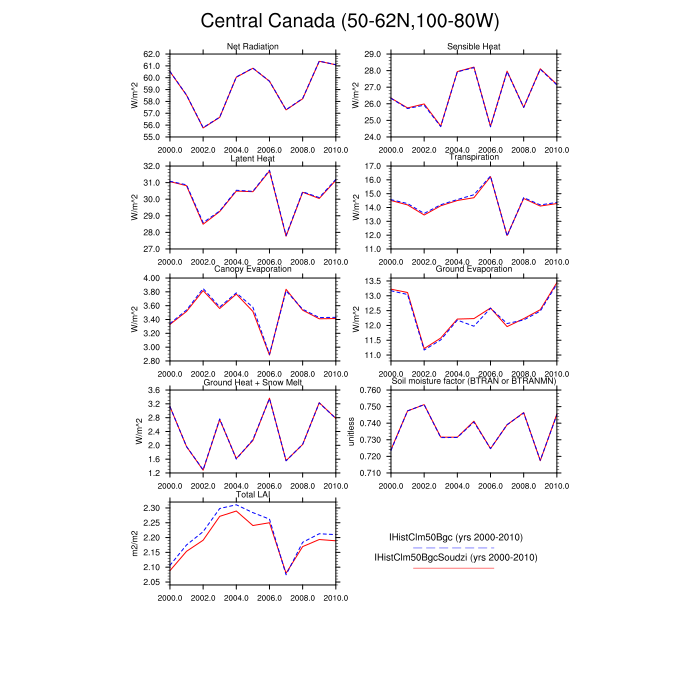 Central Canada (50-62N,100-80W)
Net Radiation
W/m^2
62.0
61.0
60.0
59.0
58.0
57.0
56.0
55.0
2000.0 2002.0 2004.0 2006.0 2008.0 2010.0
Sensible Heat
W/m^2
29.0
28.0
27.0
26.0
25.0
24.0
2000.0 2002.0 2004.0 2006.0 2008.0 2010.0
Latent Heat
W/m^2
32.0
31.0
30.0
29.0
28.0
27.0
2000.0 2002.0 2004.0 2006.0 2008.0 2010.0
Transpiration
W/m^2
17.0
16.0
15.0
14.0
13.0
12.0
11.0
2000.0 2002.0 2004.0 2006.0 2008.0 2010.0
Canopy Evaporation
W/m^2
4.00
3.80
3.60
3.40
3.20
3.00
2.80
2000.0 2002.0 2004.0 2006.0 2008.0 2010.0
Ground Evaporation
W/m^2
13.5
13.0
12.5
12.0
11.5
11.0
2000.0 2002.0 2004.0 2006.0 2008.0 2010.0
Ground Heat + Snow Melt
W/m^2
3.6
3.2
2.8
2.4
2.0
1.6
1.2
2000.0 2002.0 2004.0 2006.0 2008.0 2010.0
Soil moisture factor (BTRAN or BTRANMN)
unitless
0.760
0.750
0.740
0.730
0.720
0.710
2000.0 2002.0 2004.0 2006.0 2008.0 2010.0
Total LAI
m2/m2
2.30
2.25
2.20
2.15
2.10
2.05
2000.0 2002.0 2004.0 2006.0 2008.0 2010.0
IHistClm50Bgc (yrs 2000-2010)
IHistClm50BgcSoudzi (yrs 2000-2010)